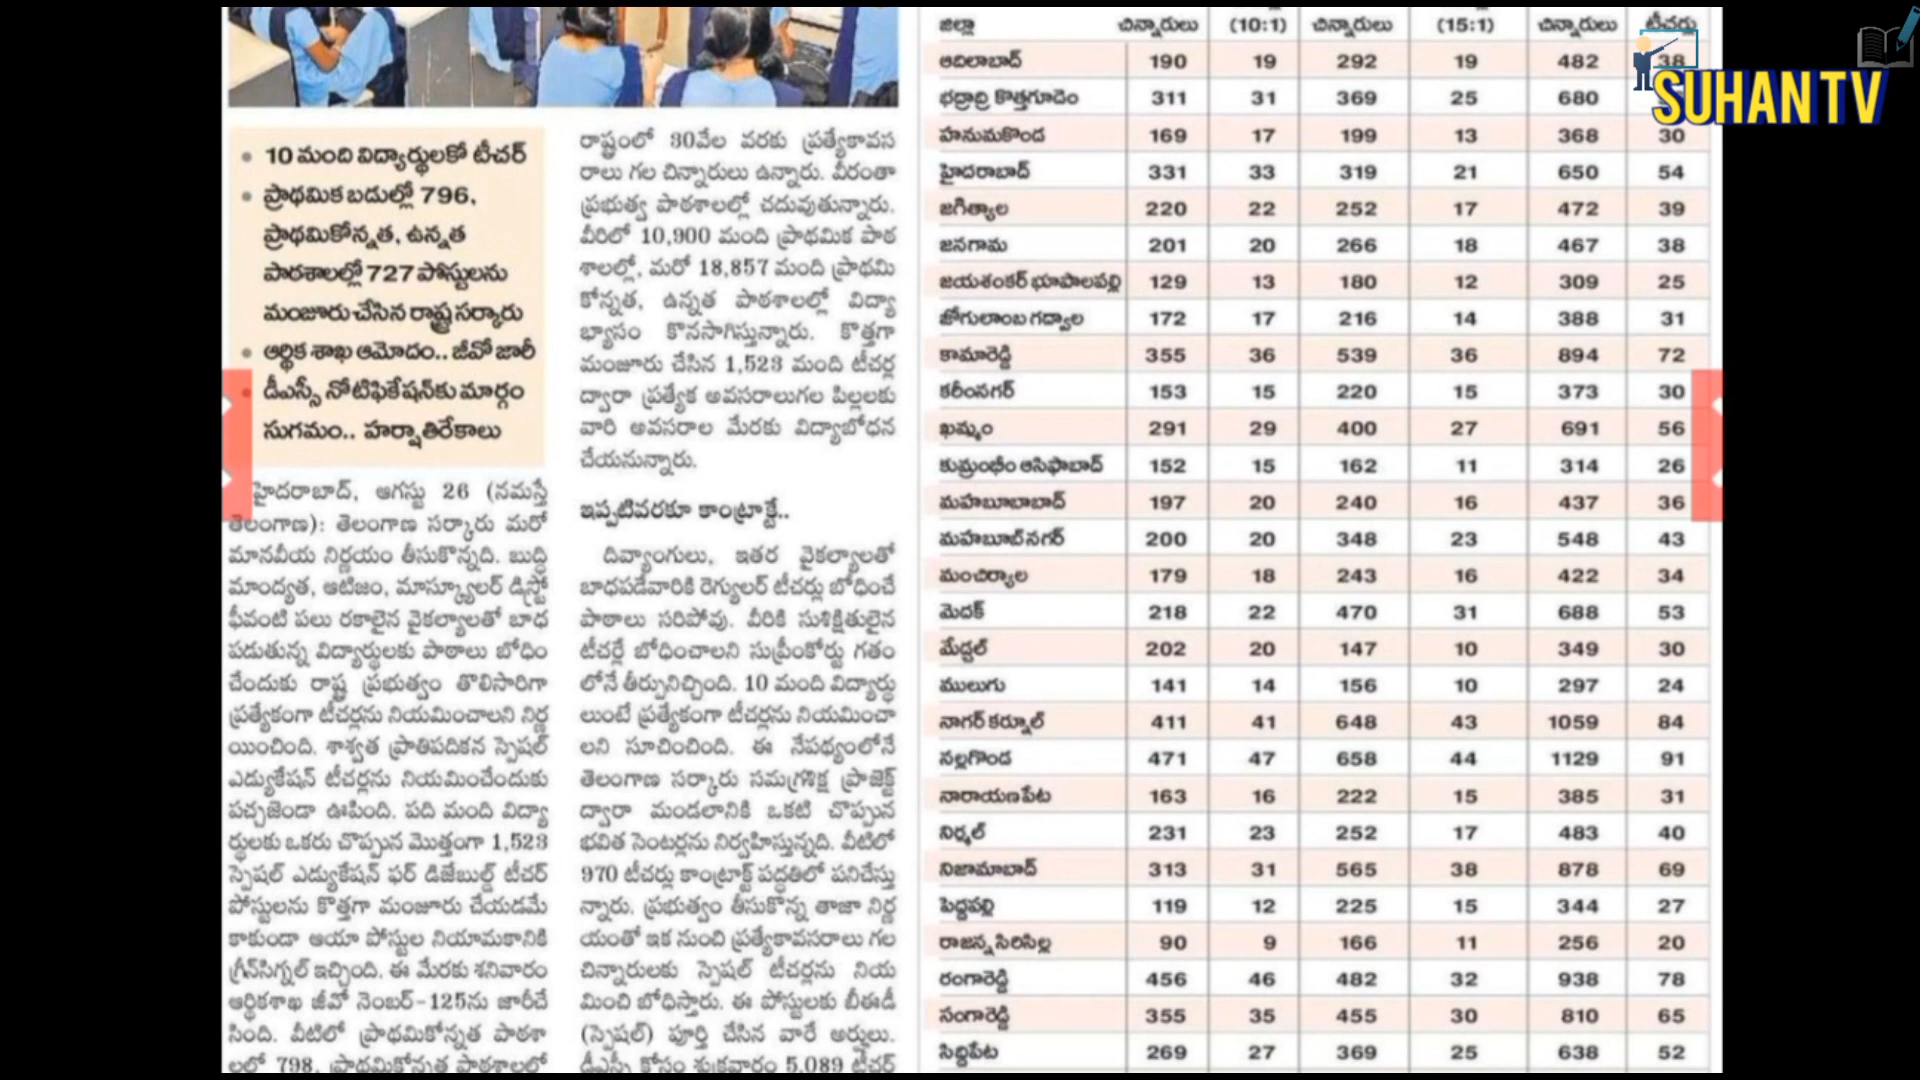 SUHAN TV
• 10 మంది విద్యార్థులకో టీచర్
• ప్రాథమిక బడుల్లో 796,
ప్రాథమికోన్నత, ఉన్నత
పాఠశాలల్లో 727 పోస్టులను
మంజూరుచేసిన రాష్ట్ర సర్కారు
• ఆర్థిక శాఖ ఆమోదం.. జీవో జారీ
• డీఎస్సీ నోటిఫికేషన్‌కు మార్గం
సుగమం.. హర్షాతిరేకాలు
హైదరాబాద్, ఆగస్టు 26 (నమస్తే
తెలంగాణ): తెలంగాణ సర్కారు మరో
మానవీయ నిర్ణయం తీసుకొన్నది. బుద్ధి
మాంద్యత, ఆటిజం, మాస్క్యూలర్ డిస్ట్రో
ఫీవంటి పలు రకాలైన వైకల్యాలతో బాధ
పడుతున్న విద్యార్థులకు పాఠాలు బోధిం
చేందుకు రాష్ట్ర ప్రభుత్వం తొలిసారిగా
ప్రత్యేకంగా టీచర్లను నియమించాలని నిర్ణ
యించింది. శాశ్వత ప్రాతిపదికన స్పెషల్
ఎడ్యుకేషన్ టీచర్లను నియమించేందుకు
పచ్చజెండా ఊపింది. పది మంది విద్యా
ర్థులకు ఒకరు చొప్పున మొత్తంగా 1,523
స్పెషల్ ఎడ్యుకేషన్ ఫర్ డిజేబుల్డ్ టీచర్
పోస్టులను కొత్తగా మంజూరు చేయడమే
కాకుండా ఆయా పోస్టుల నియామకానికి
గ్రీన్‌సిగ్నల్ ఇచ్చింది. ఈ మేరకు శనివారం
ఆర్థికశాఖ జీవో నెంబర్-125ను జారీచే
సింది. వీటిలో ప్రాథమికోన్నత పాఠశా
లల్లో 798, ప్రాథమికోన్నత పాఠశాలల్లో
రాష్ట్రంలో 30వేల వరకు ప్రత్యేకావస
రాలు గల చిన్నారులు ఉన్నారు. వీరంతా
ప్రభుత్వ పాఠశాలల్లో చదువుతున్నారు.
వీరిలో 10,900 మంది ప్రాథమిక పాఠ
శాలల్లో, మరో 18,857 మంది ప్రాథమి
కోన్నత, ఉన్నత పాఠశాలల్లో విద్యా
భ్యాసం కొనసాగిస్తున్నారు. కొత్తగా
మంజూరు చేసిన 1,523 మంది టీచర్ల
ద్వారా ప్రత్యేక అవసరాలుగల పిల్లలకు
వారి అవసరాల మేరకు విద్యాబోధన
చేయనున్నారు.
ఇప్పటివరకూ కాంట్రాక్టే..
దివ్యాంగులు, ఇతర వైకల్యాలతో
బాధపడేవారికి రెగ్యులర్ టీచర్లు బోధించే
పాఠాలు సరిపోవు. వీరికి సుశిక్షితులైన
టీచర్లే బోధించాలని సుప్రీంకోర్టు గతం
లోనే తీర్పునిచ్చింది. 10 మంది విద్యార్థు
లుంటే ప్రత్యేకంగా టీచర్లను నియమించా
లని సూచించింది. ఈ నేపథ్యంలోనే
తెలంగాణ సర్కారు సమగ్రశిక్ష ప్రాజెక్ట్
ద్వారా మండలానికి ఒకటి చొప్పున
భవిత సెంటర్లను నిర్వహిస్తున్నది. వీటిలో
970 టీచర్లు కాంట్రాక్ట్ పద్ధతిలో పనిచేస్తు
న్నారు. ప్రభుత్వం తీసుకొన్న తాజా నిర్ణ
యంతో ఇక నుంచి ప్రత్యేకావసరాలు గల
చిన్నారులకు స్పెషల్ టీచర్లను నియ
మించి బోధిస్తారు. ఈ పోస్టులకు బీఈడీ
(స్పెషల్) పూర్తి చేసిన వారే అర్హులు.
డీఎస్సీ కోసం శుక్రవారం 5,089 టీచర్
జిల్లా చిన్నారులు (10:1) చిన్నారులు (15:1) చిన్నారులు టీచర్లు
ఆదిలాబాద్ 190 19 292 19 482 38
భద్రాద్రి కొత్తగూడెం 311 31 369 25 680
హనుమకొండ 169 17 199 13 368 30
హైదరాబాద్ 331 33 319 21 650 54
జగిత్యాల 220 22 252 17 472 39
జనగామ 201 20 266 18 467 38
జయశంకర్ భూపాలపల్లి 129 13 180 12 309 25
జోగులాంబ గద్వాల 172 17 216 14 388 31
కామారెడ్డి 355 36 539 36 894 72
కరీంనగర్ 153 15 220 15 373 30
ఖమ్మం 291 29 400 27 691 56
కుమ్రంభీం ఆసిఫాబాద్ 152 15 162 11 314 26
మహబూబాబాద్ 197 20 240 16 437 36
మహబూబ్‌నగర్ 200 20 348 23 548 43
మంచిర్యాల 179 18 243 16 422 34
మెదక్ 218 22 470 31 688 53
మేడ్చల్ 202 20 147 10 349 30
ములుగు 141 14 156 10 297 24
నాగర్ కర్నూల్ 411 41 648 43 1059 84
నల్లగొండ 471 47 658 44 1129 91
నారాయణపేట 163 16 222 15 385 31
నిర్మల్ 231 23 252 17 483 40
నిజామాబాద్ 313 31 565 38 878 69
పెద్దపల్లి 119 12 225 15 344 27
రాజన్న సిరిసిల్ల 90 9 166 11 256 20
రంగారెడ్డి 456 46 482 32 938 78
సంగారెడ్డి 355 35 455 30 810 65
సిద్దిపేట 269 27 369 25 638 52